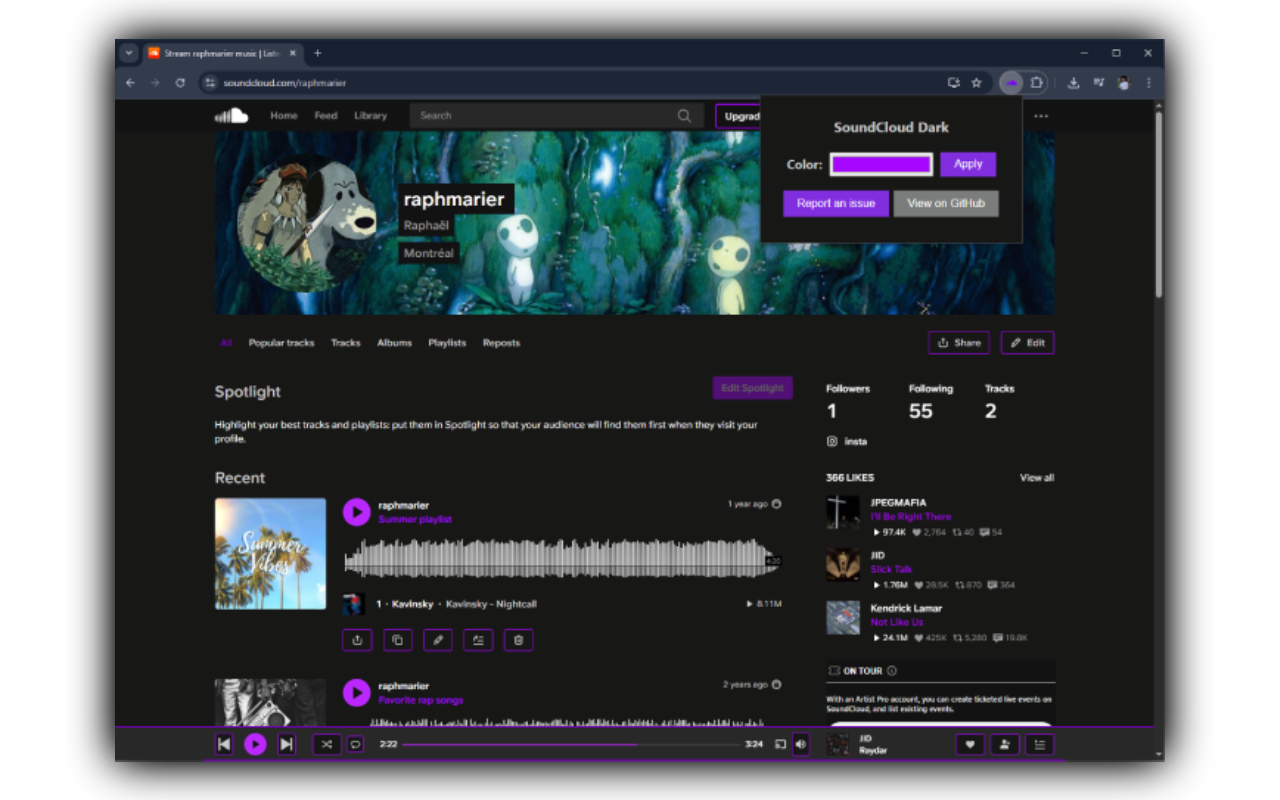 Stream raphmarier music | List
soundcloud.com/raphmarier
Home Feed Library Search Upgrad
SoundCloud Dark
Color: Apply
Report an issue View on GitHub
raphmarier
Raphaël
Montréal
All Popular tracks Tracks Albums Playlists Reposts Share Edit
Spotlight Edit Spotlight
Highlight your best tracks and playlists: put them in Spotlight so that your audience will find them first when they visit your
profile.
Recent
Summer
Vibes
raphmarier 1 year ago
Summer playlist
4:20
1 · Kavinsky · Kavinsky - Nightcall 8.11M
raphmarier 2 years ago
Favorite rap songs
Followers Following Tracks
1 55 2
insta
366 LIKES View all
JPEGMAFIA
I'll Be Right There
97.4K 2,764 40 54
JID
Slick Talk
1.76M 28.5K 870 364
Kendrick Lamar
Not Like Us
24.1M 425K 5,280 19.8K
ON TOUR
With an Artist Pro account, you can create ticketed live events on
SoundCloud, and list existing events.
2:22 3:24
JID
Raydar